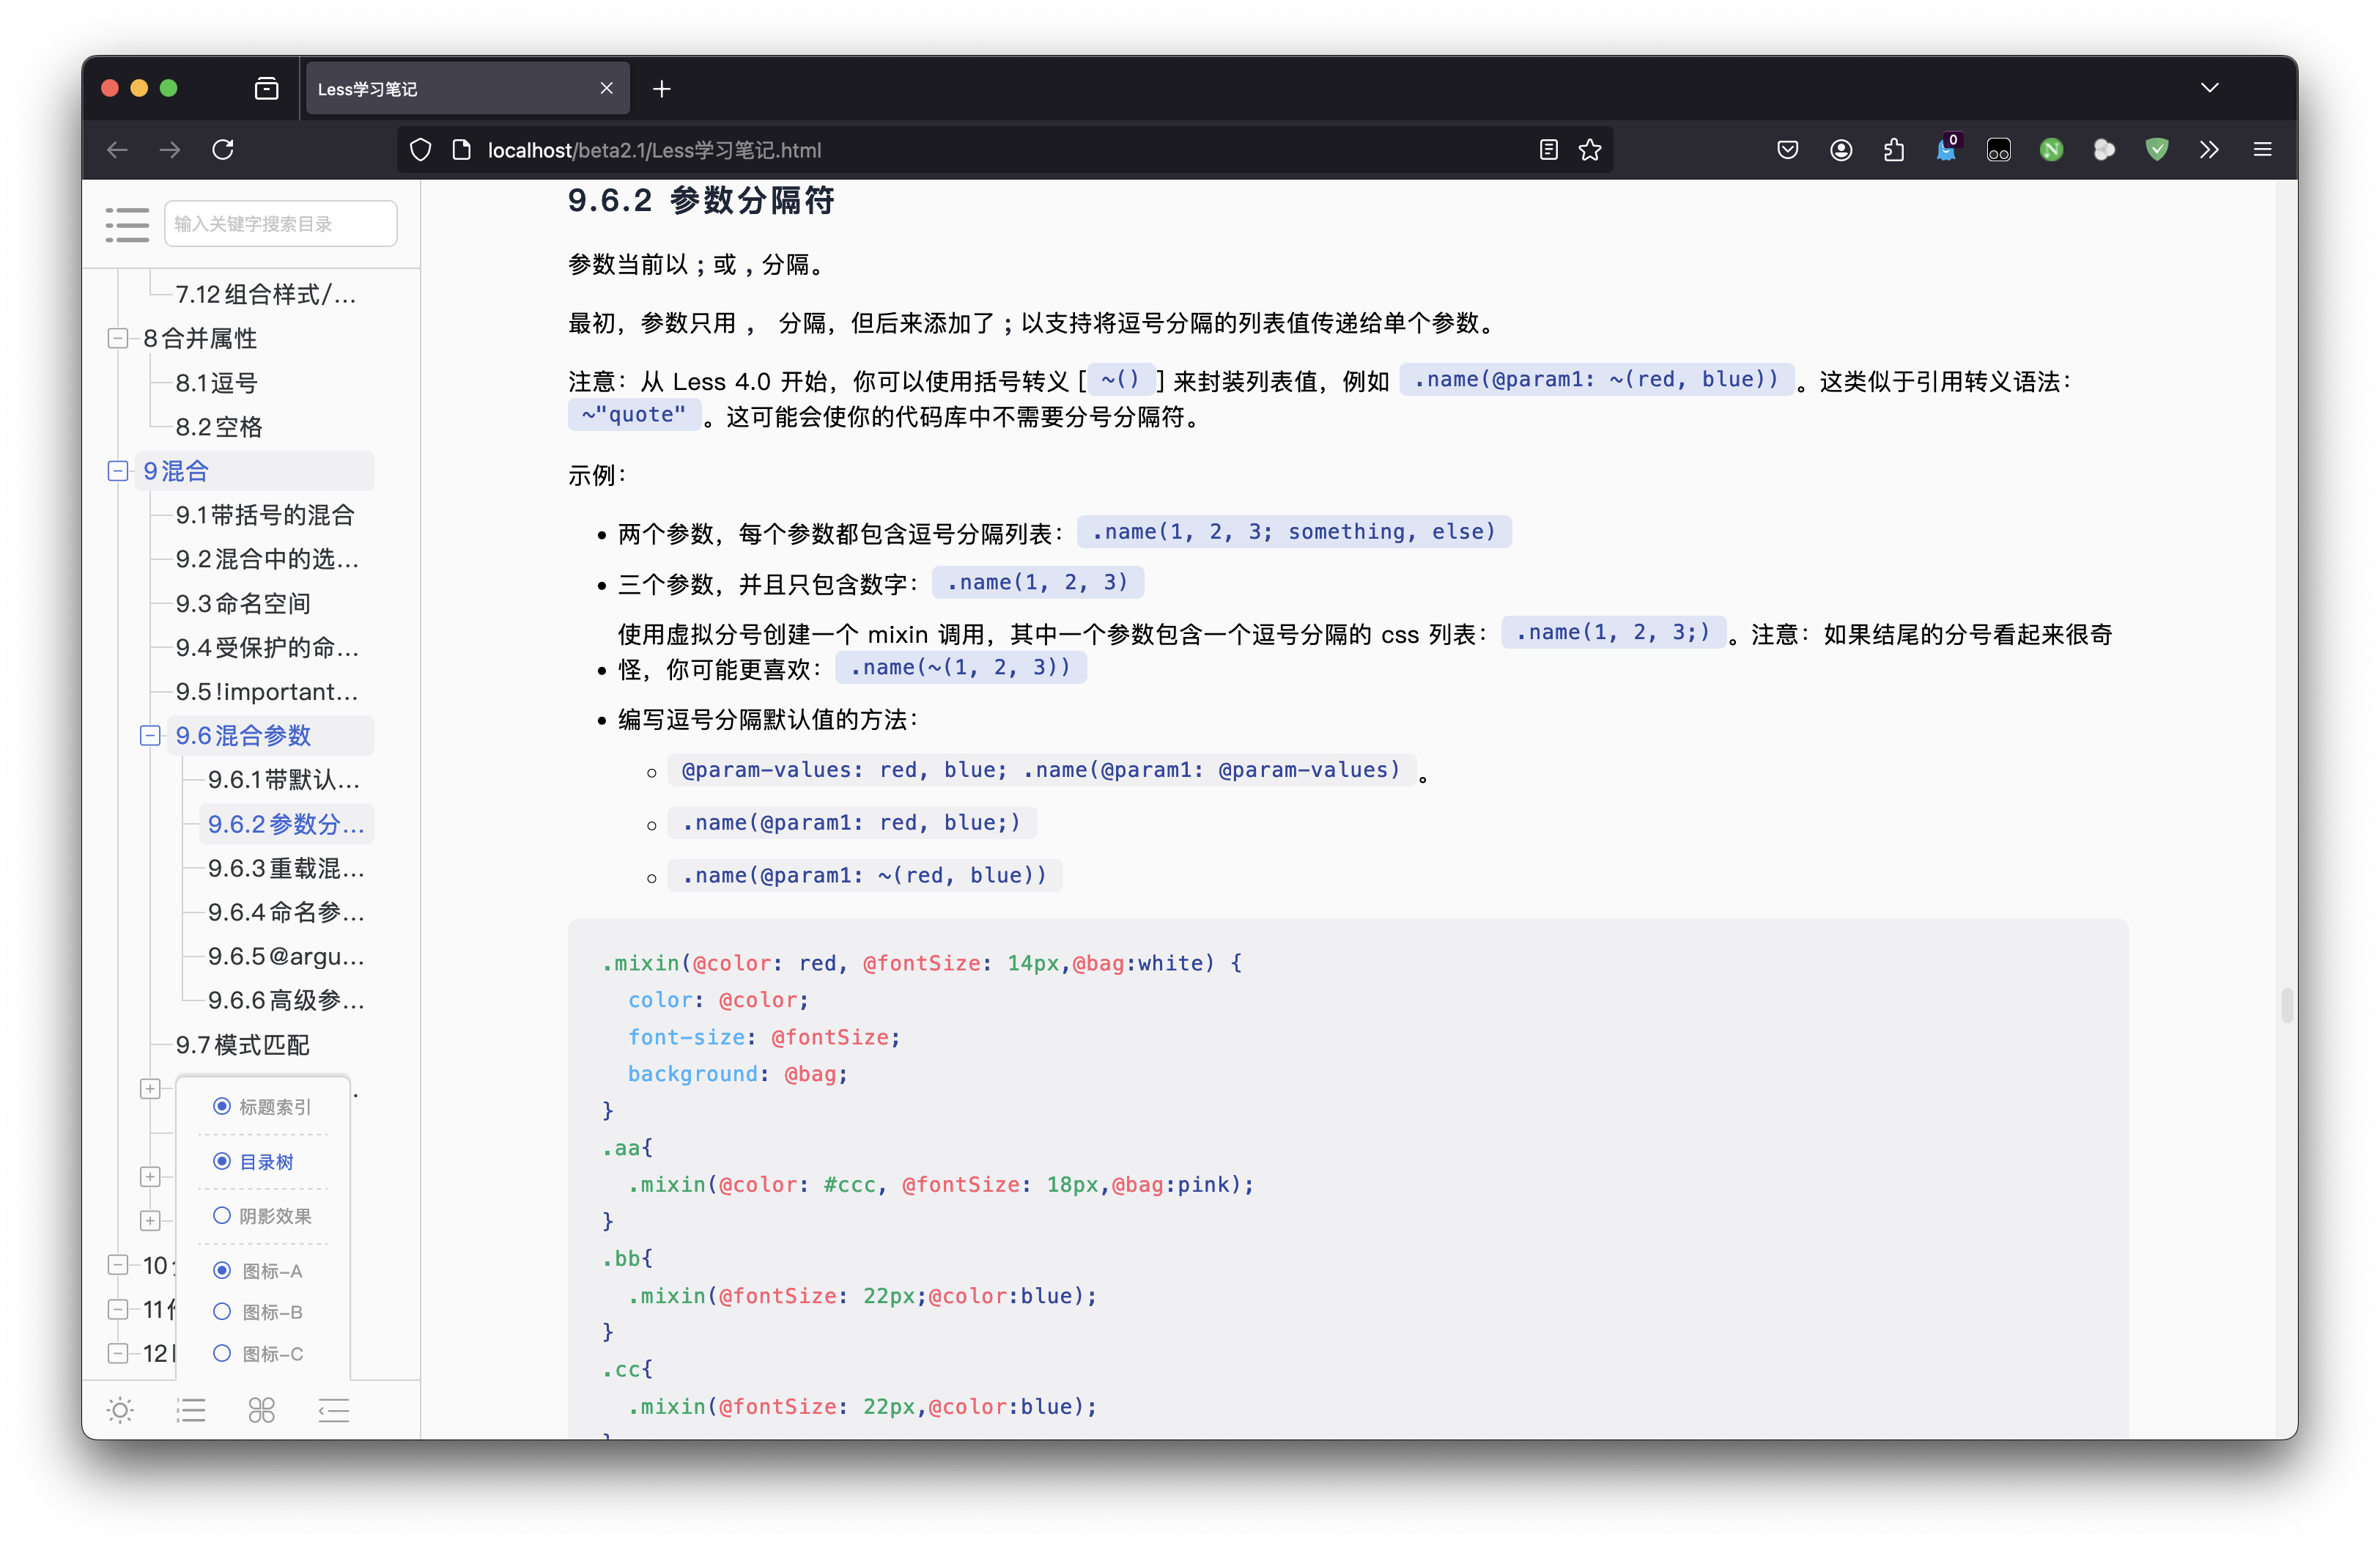 Less学习笔记
localhost/beta2.1/Less学习笔记.html
0
输入关键字搜索目录
7.12组合样式/...
8合并属性
8.1逗号
8.2空格
9混合
9.1带括号的混合
9.2混合中的选...
9.3命名空间
9.4受保护的命...
9.5!important...
9.6混合参数
9.6.1带默认...
9.6.2参数分...
9.6.3重载混...
9.6.4命名参...
9.6.5@argu...
9.6.6高级参...
9.7模式匹配
标题索引
目录树
阴影效果
图标-A
图标-B
图标-C
10
11
12
9.6.2 参数分隔符
参数当前以 ; 或 , 分隔。
最初，参数只用 ， 分隔，但后来添加了 ; 以支持将逗号分隔的列表值传递给单个参数。
注意：从 Less 4.0 开始，你可以使用括号转义 [ ~() ] 来封装列表值，例如 .name(@param1: ~(red, blue)) 。这类似于引用转义语法：
~"quote" 。这可能会使你的代码库中不需要分号分隔符。
示例：
• 两个参数，每个参数都包含逗号分隔列表： .name(1, 2, 3; something, else)
• 三个参数，并且只包含数字： .name(1, 2, 3)
使用虚拟分号创建一个 mixin 调用，其中一个参数包含一个逗号分隔的 css 列表： .name(1, 2, 3;) 。注意：如果结尾的分号看起来很奇
• 怪，你可能更喜欢： .name(~(1, 2, 3))
• 编写逗号分隔默认值的方法：
◦ @param-values: red, blue; .name(@param1: @param-values) 。
◦ .name(@param1: red, blue;)
◦ .name(@param1: ~(red, blue))
.mixin(@color: red, @fontSize: 14px,@bag:white) {
color: @color;
font-size: @fontSize;
background: @bag;
}
.aa{
.mixin(@color: #ccc, @fontSize: 18px,@bag:pink);
}
.bb{
.mixin(@fontSize: 22px;@color:blue);
}
.cc{
.mixin(@fontSize: 22px,@color:blue);
}